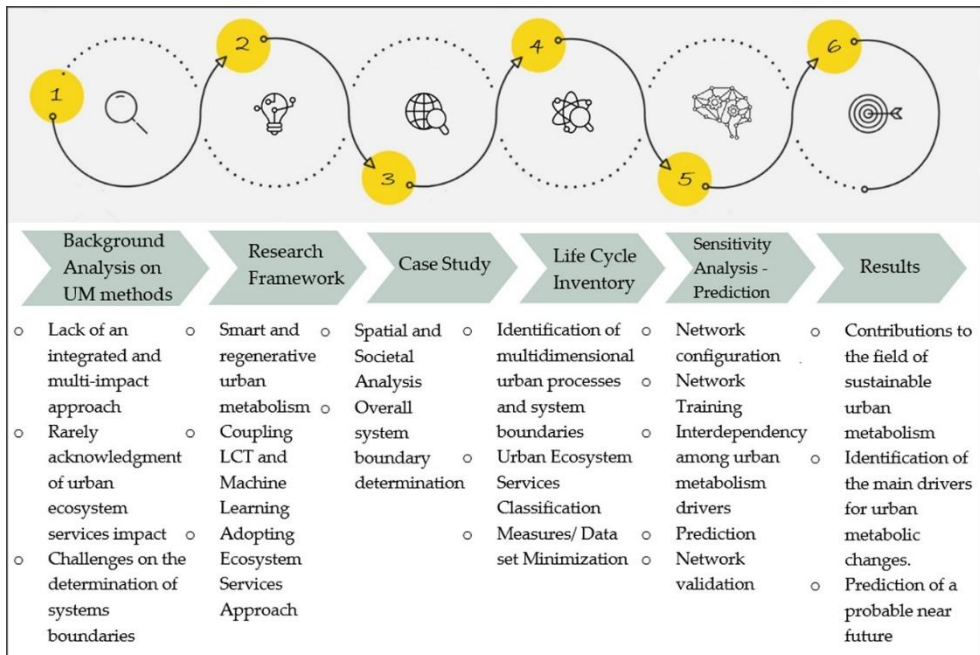 1
2
3
4
5
6
Background
Analysis on
UM methods
Research
Framework
Case Study
Life Cycle
Inventory
Sensitivity
Analysis -
Prediction
Results
o Lack of an
integrated and
multi-impact
approach
o Rarely
acknowledgment
of urban
ecosystem
services impact
o Challenges on the
determination of
systems
boundaries
o Smart and
regenerative
urban
metabolism
o Coupling
LCT and
Machine
Learning
o Adopting
Ecosystem
Services
Approach
o Spatial and
Societal
Analysis
o Overall
system
boundary
determination
o Identification of
multidimensional
urban processes
and system
boundaries
o Urban Ecosystem
Services
Classification
o Measures/ Data
set Minimization
o Network
configuration
o Network
Training
o Interdependency
among urban
metabolism
drivers
o Prediction
o Network
validation
o Contributions to
the field of
sustainable
urban
metabolism
o Identification of
the main drivers
for urban
metabolic
changes.
o Prediction of a
probable near
future